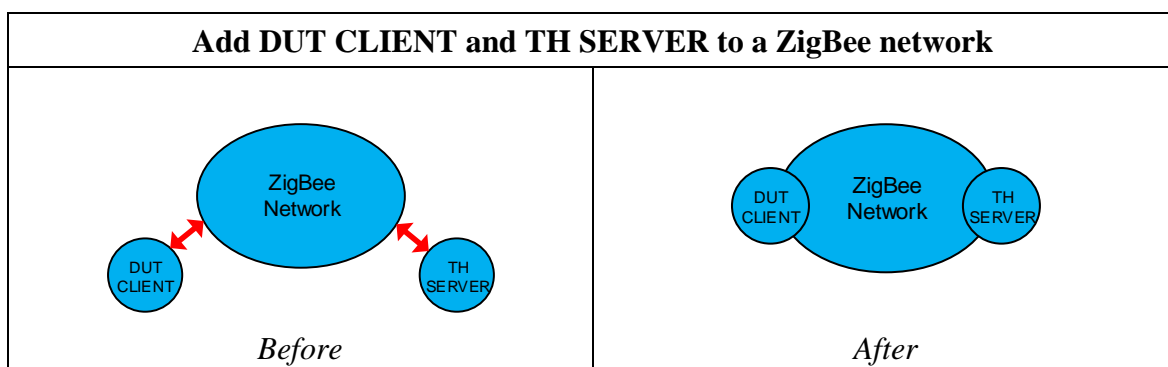 Add DUT CLIENT and TH SERVER to a ZigBee network
ZigBee
Network
DUT
CLIENT
TH
SERVER
Before
DUT
CLIENT
ZigBee
Network
TH
SERVER
After